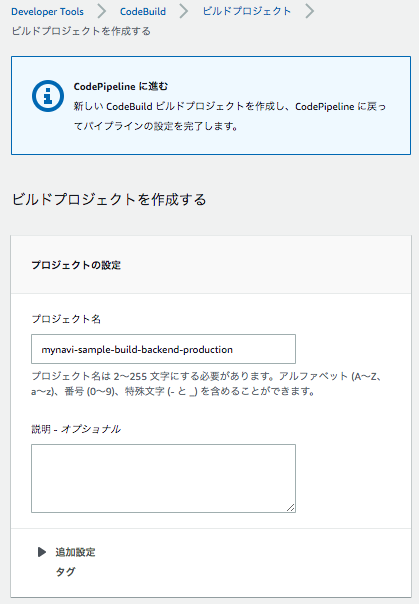 Developer Tools > CodeBuild > ビルドプロジェクト >
ビルドプロジェクトを作成する
CodePipeline に進む
新しい CodeBuild ビルドプロジェクトを作成し、CodePipeline に戻っ
てパイプラインの設定を完了します。
ビルドプロジェクトを作成する
プロジェクトの設定
プロジェクト名
mynavi-sample-build-backend-production
プロジェクト名は 2〜255 文字にする必要があります。アルファベット (A〜Z、
a〜z)、番号 (0〜9)、特殊文字 (- と _) を含めることができます。
説明 - オプショナル
追加設定
タグ